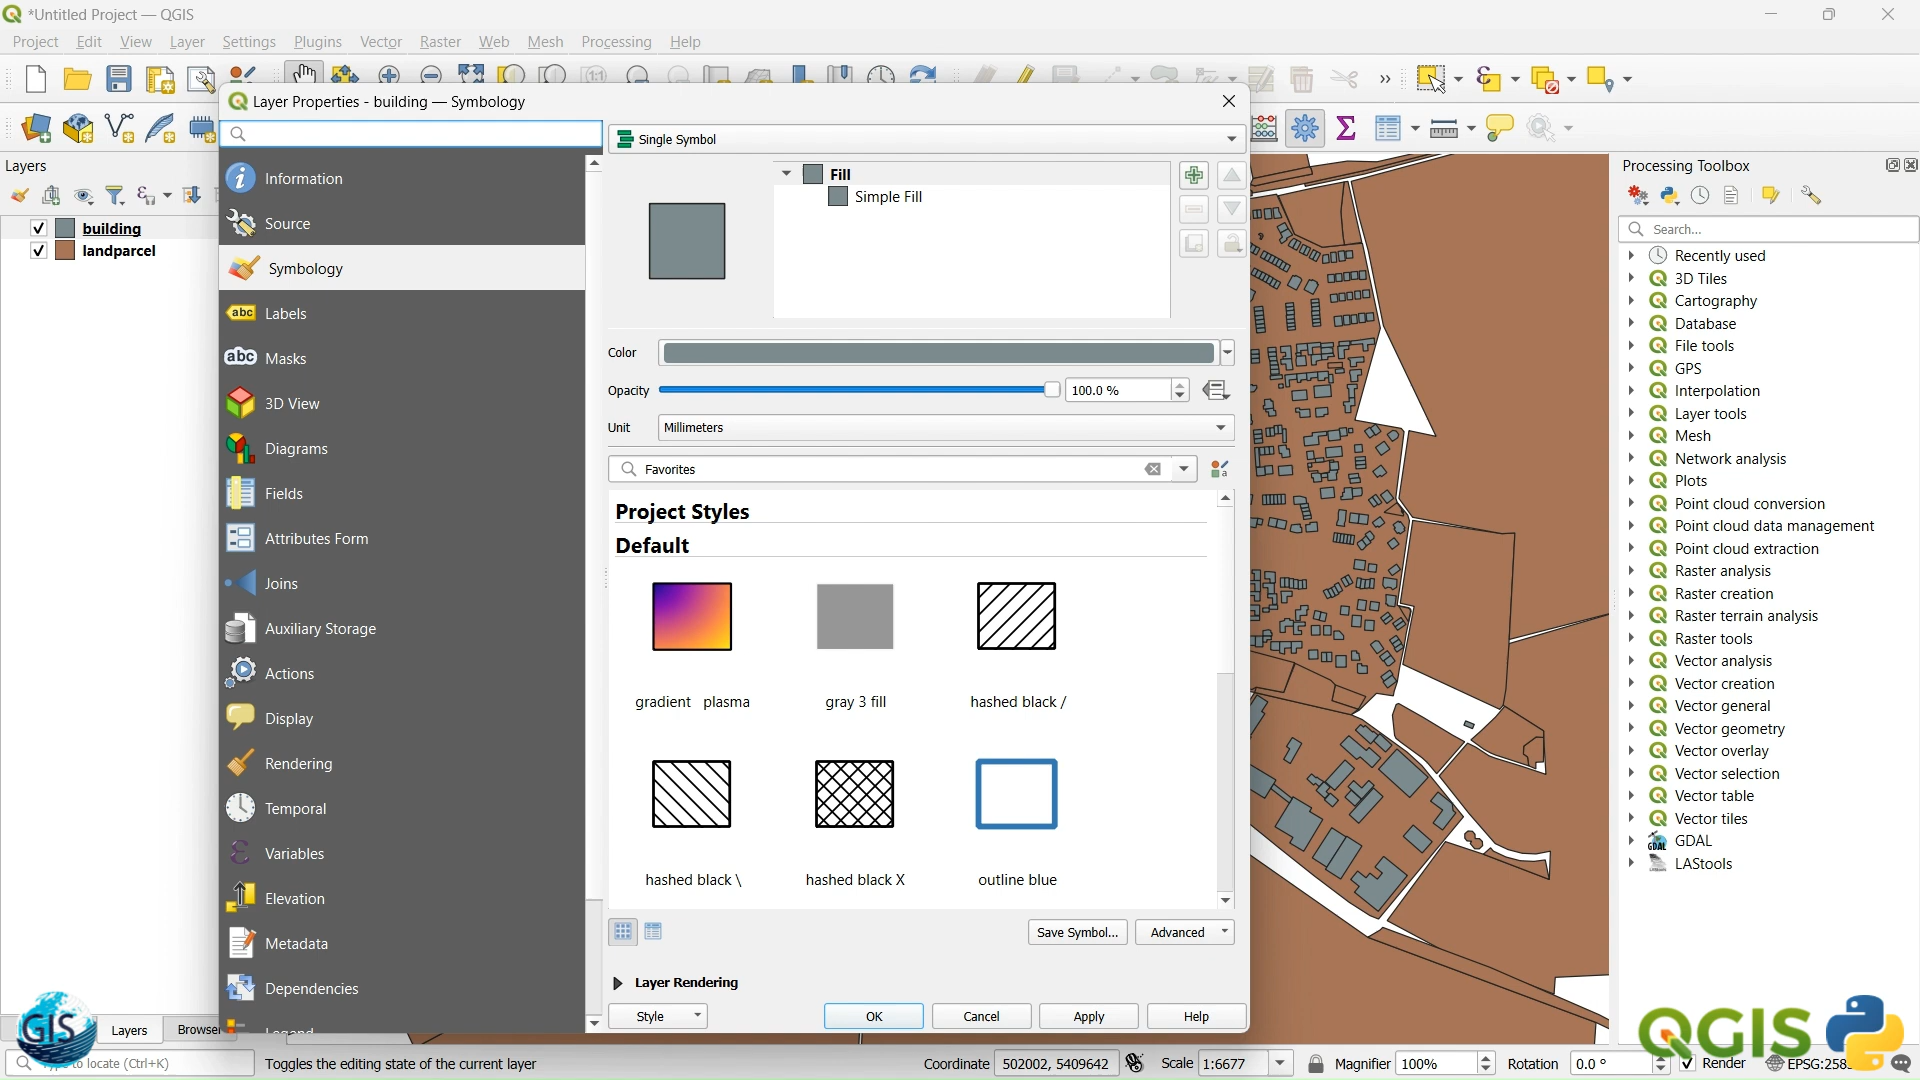 *Untitled Project — QGIS
Project Edit View Layer Settings Plugins Vector Raster Web Mesh Processing Help
Layer Properties - building — Symbology
Layers
building
landparcel
Information
Source
Symbology
Labels
abc
Masks
abc
3D View
Diagrams
Fields
Attributes Form
Joins
Auxiliary Storage
Actions
Display
Rendering
Temporal
Variables
Elevation
Metadata
Dependencies
Single Symbol
Fill
Simple Fill
Color
Opacity 100.0 %
Unit Millimeters
Favorites
Project Styles
Default
gradient plasma
gray 3 fill
hashed black /
hashed black \
hashed black X
outline blue
Save Symbol... Advanced
Layer Rendering
Style OK Cancel Apply Help
Processing Toolbox
Search...
Recently used
3D Tiles
Cartography
Database
File tools
GPS
Interpolation
Layer tools
Mesh
Network analysis
Plots
Point cloud conversion
Point cloud data management
Point cloud extraction
Raster analysis
Raster creation
Raster terrain analysis
Raster tools
Vector analysis
Vector creation
Vector general
Vector geometry
Vector overlay
Vector selection
Vector table
Vector tiles
GDAL
LAStools
GIS
QGIS
Layers Browser
to locate (Ctrl+K) Toggles the editing state of the current layer Coordinate 502002, 5409642 Scale 1:6677 Magnifier 100% Rotation 0.0 ° Render